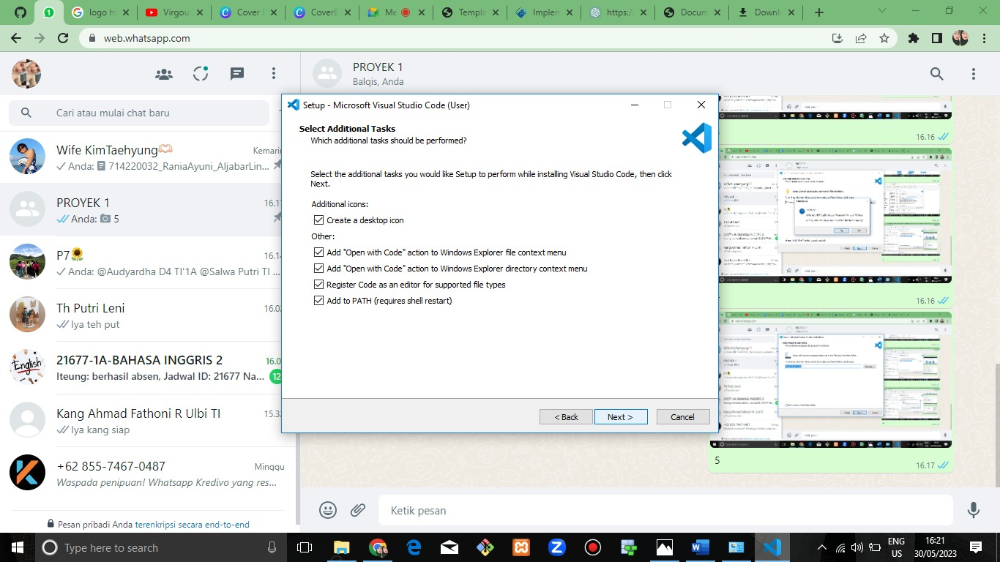 logo h
Virgou
Cover
CoverB
Me
Templa
Implem
https:/
Docum
Downl
web.whatsapp.com
PROYEK 1
Balqis, Anda
Cari atau mulai chat baru
Wife KimTaehyung🫶🏻
Kemarin
Anda: 714220032_RaniaAyuni_AljabarLin...
PROYEK 1
16.1
Anda: 5
P7🌻
16.14
Anda: @Audyardha D4 TI'1A @Salwa Putri TI ...
Th Putri Leni
16.0
Iya teh put
21677-1A-BAHASA INGGRIS 2
16.0
Iteung: berhasil absen, Jadwal ID: 21677 Na...
12
Kang Ahmad Fathoni R Ulbi TI
15.3
Iya kang siap
+62 855-7467-0487
Minggu
Waspada penipuan! Whatsapp Kredivo yang res...
Pesan pribadi Anda terenkripsi secara end-to-end
Setup - Microsoft Visual Studio Code (User)
Select Additional Tasks
Which additional tasks should be performed?
Select the additional tasks you would like Setup to perform while installing Visual Studio Code, then click
Next.
Additional icons:
Create a desktop icon
Other:
Add "Open with Code" action to Windows Explorer file context menu
Add "Open with Code" action to Windows Explorer directory context menu
Register Code as an editor for supported file types
Add to PATH (requires shell restart)
< Back
Next >
Cancel
16.16
16.16
5
16.17
Ketik pesan
Type here to search
ENG
US
16:21
30/05/2023